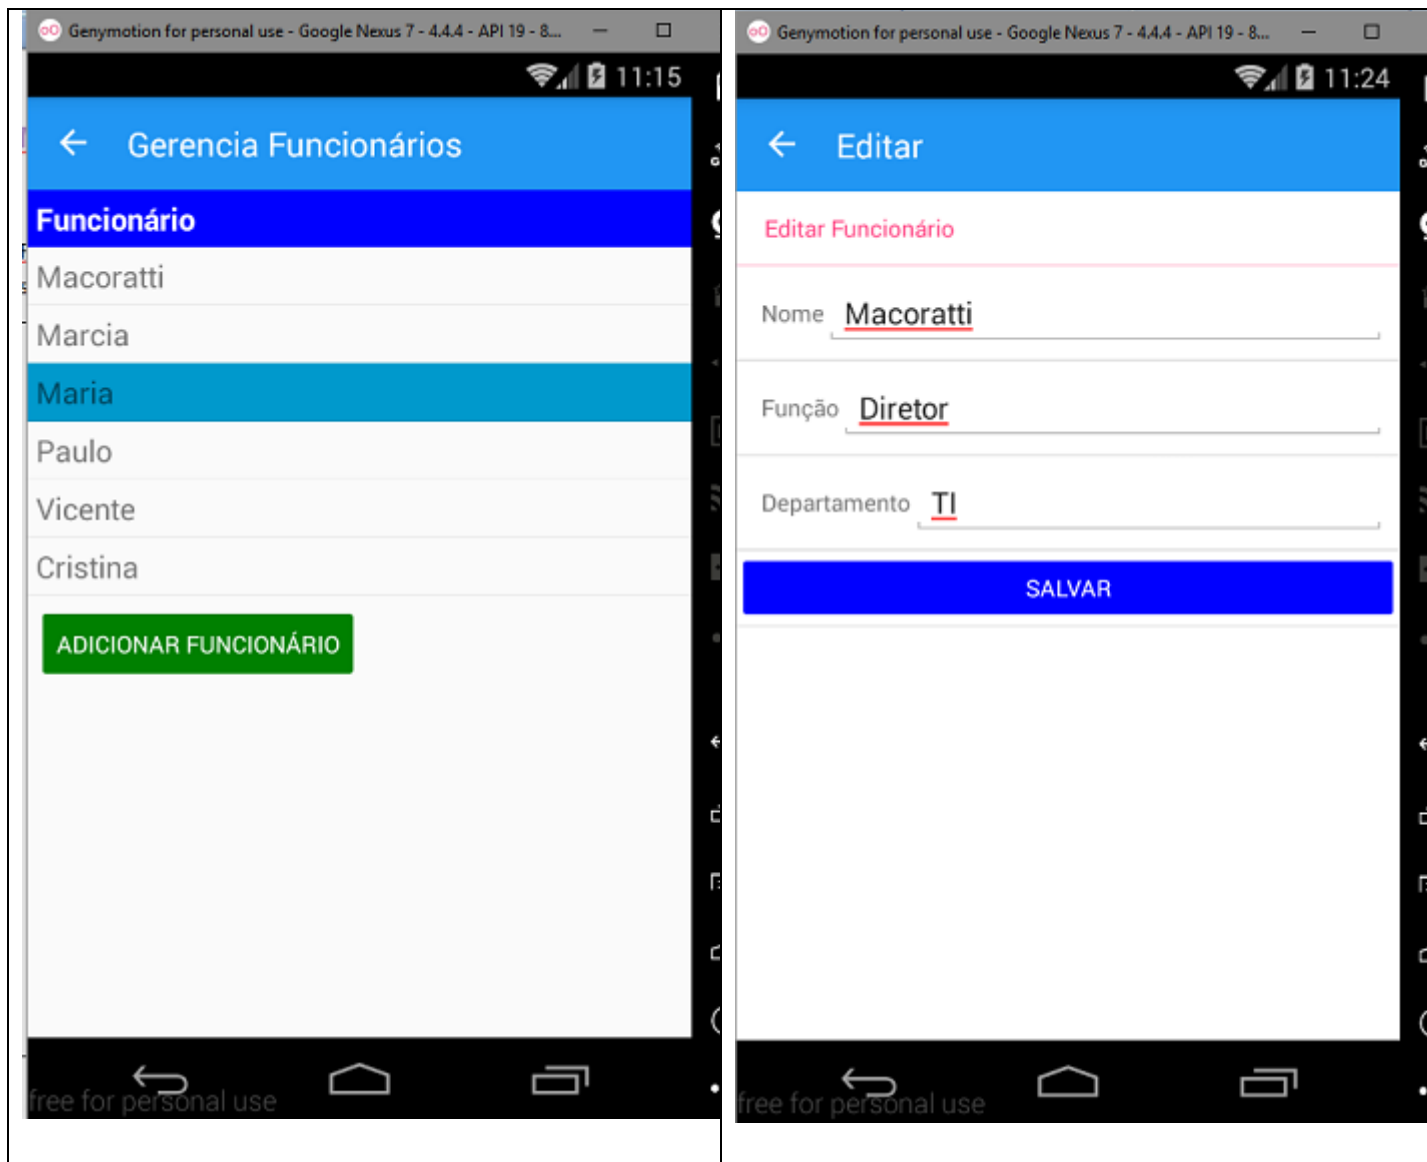 Genymotion for personal use - Google Nexus 7 - 4.4.4 - API 19 - 8...
11:15
Gerencia Funcionários
Funcionário
Macoratti
Marcia
Maria
Paulo
Vicente
Cristina
ADICIONAR FUNCIONÁRIO
free for personal use
Genymotion for personal use - Google Nexus 7 - 4.4.4 - API 19 - 8...
11:24
Editar
Editar Funcionário
Nome Macoratti
Função Diretor
Departamento TI
SALVAR
free for personal use